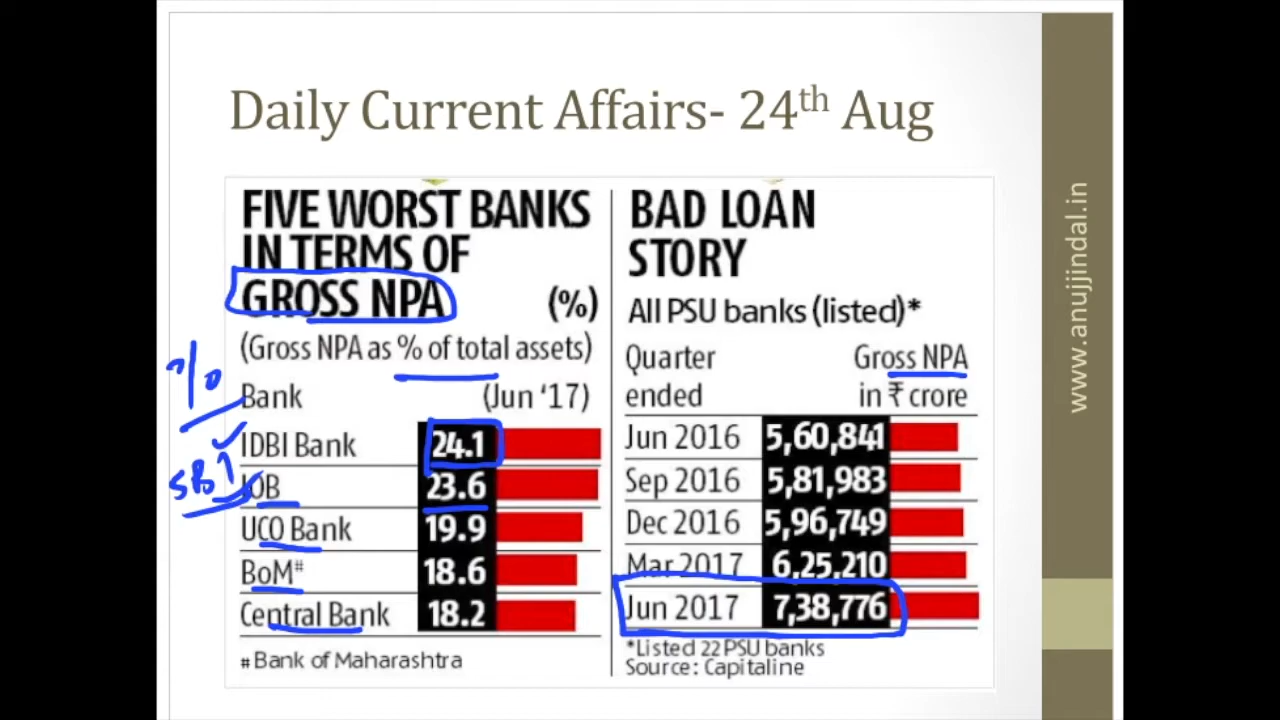 Daily Current Affairs- 24th Aug
FIVE WORST BANKS
IN TERMS OF
GROSS NPA (%)
(Gross NPA as % of total assets)
Bank (Jun ‘17)
IDBI Bank 24.1
IOB 23.6
UCO Bank 19.9
BoM# 18.6
Central Bank 18.2
# Bank of Maharashtra
%
SBI
BAD LOAN
STORY
All PSU banks (listed)*
Quarter Gross NPA
ended in ₹ crore
Jun 2016 5,60,841
Sep 2016 5,81,983
Dec 2016 5,96,749
Mar 2017 6,25,210
Jun 2017 7,38,776
*Listed 22 PSU banks
Source: Capitaline
www.anujjindal.in